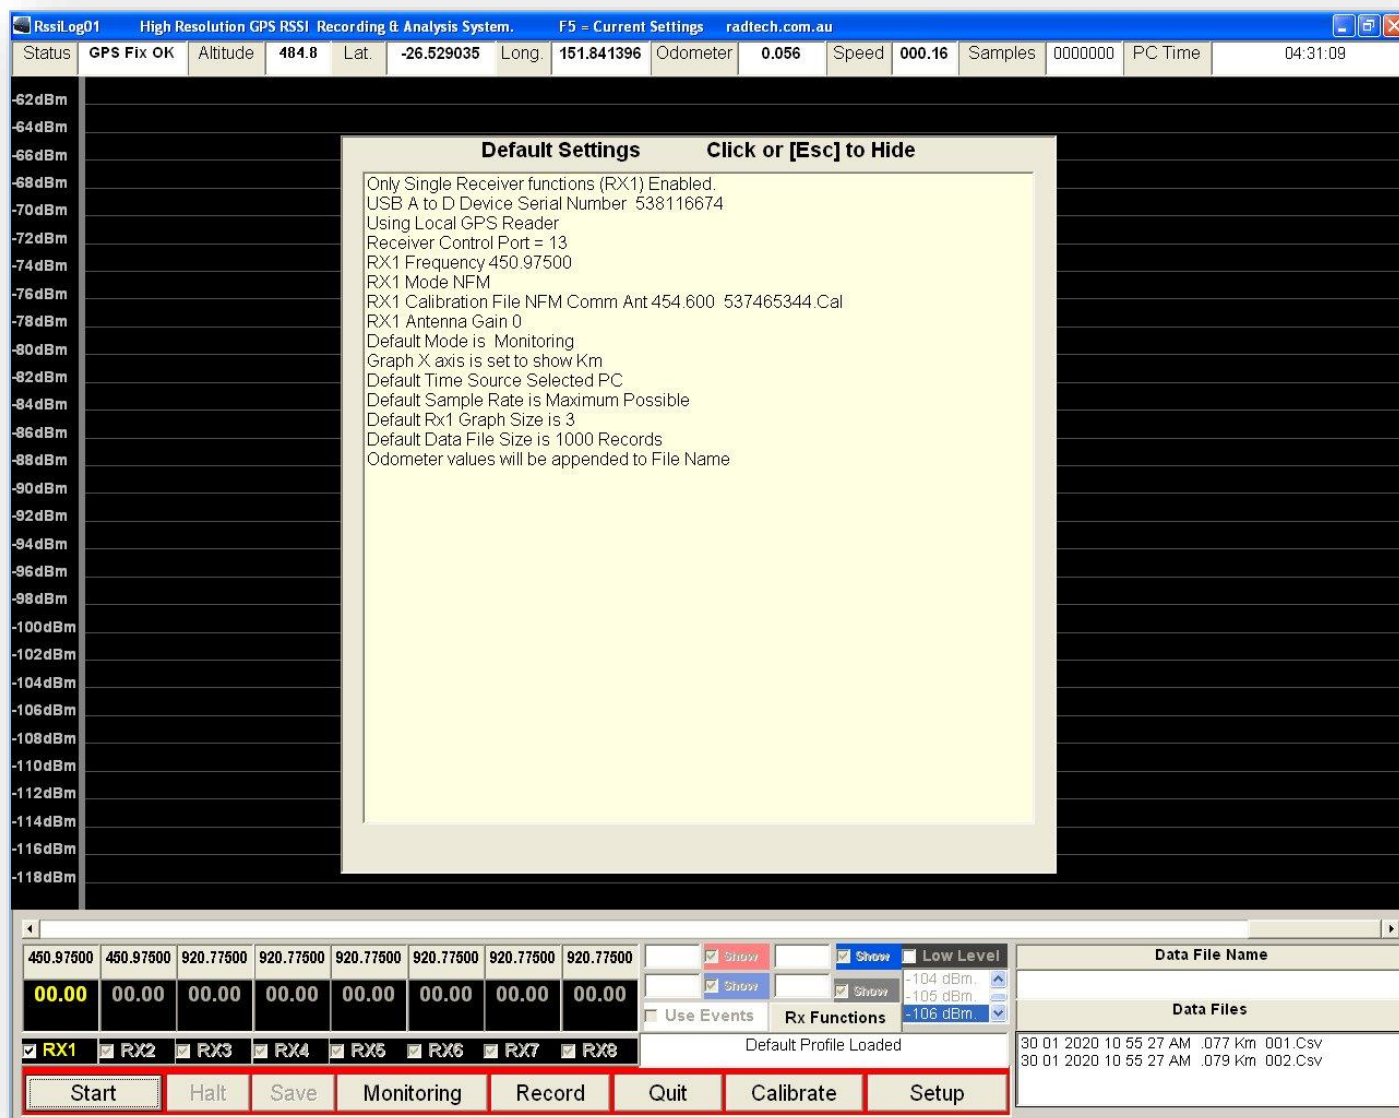 RssiLog01 High Resolution GPS RSSI Recording & Analysis System. F5 = Current Settings radtech.com.au
Status GPS Fix OK Altitude 484.8 Lat. -26.529035 Long. 151.841396 Odometer 0.056 Speed 000.16 Samples 0000000 PC Time 04:31:09
-62dBm
-64dBm
-66dBm
-68dBm
-70dBm
-72dBm
-74dBm
-76dBm
-78dBm
-80dBm
-82dBm
-84dBm
-86dBm
-88dBm
-90dBm
-92dBm
-94dBm
-96dBm
-98dBm
-100dBm
-102dBm
-104dBm
-106dBm
-108dBm
-110dBm
-112dBm
-114dBm
-116dBm
-118dBm
Default Settings Click or [Esc] to Hide
Only Single Receiver functions (RX1) Enabled.
USB A to D Device Serial Number 538116674
Using Local GPS Reader
Receiver Control Port = 13
RX1 Frequency 450.97500
RX1 Mode NFM
RX1 Calibration File NFM Comm Ant 454.600 537465344.Cal
RX1 Antenna Gain 0
Default Mode is Monitoring
Graph X axis is set to show Km
Default Time Source Selected PC
Default Sample Rate is Maximum Possible
Default Rx1 Graph Size is 3
Default Data File Size is 1000 Records
Odometer values will be appended to File Name
450.97500 450.97500 920.77500 920.77500 920.77500 920.77500 920.77500 920.77500
00.00 00.00 00.00 00.00 00.00 00.00 00.00 00.00
RX1 RX2 RX3 RX4 RX5 RX6 RX7 RX8
Show Show Low Level
Show Show
-104 dBm.
-105 dBm.
-106 dBm.
Use Events Rx Functions
Default Profile Loaded
Data File Name
Data Files
30 01 2020 10 55 27 AM .077 Km 001.Csv
30 01 2020 10 55 27 AM .079 Km 002.Csv
Start Halt Save Monitoring Record Quit Calibrate Setup